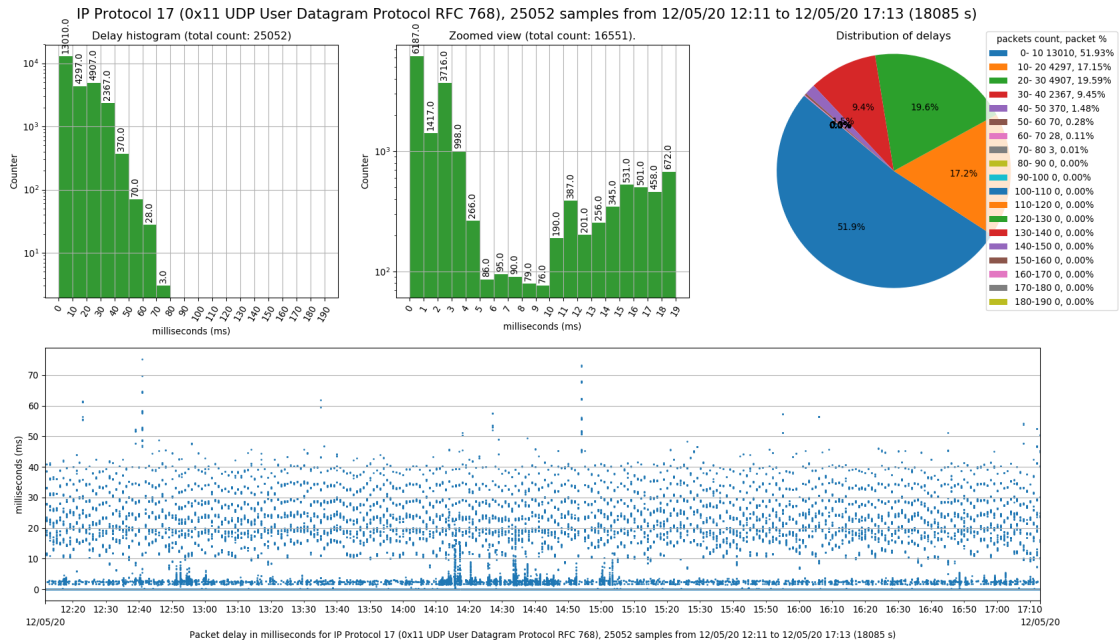 IP Protocol 17 (0x11 UDP User Datagram Protocol RFC 768), 25052 samples from 12/05/20 12:11 to 12/05/20 17:13 (18085 s)
Delay histogram (total count: 25052)
Counter
10^4
10^3
10^2
10^1
13010.0
4297.0
4907.0
2367.0
370.0
70.0
28.0
3.0
0 10 20 30 40 50 60 70 80 90 100 110 120 130 140 150 160 170 180 190
milliseconds (ms)
Zoomed view (total count: 16551).
Counter
10^3
10^2
6187.0
1417.0
3716.0
998.0
266.0
86.0
95.0
90.0
79.0
76.0
190.0
387.0
201.0
256.0
345.0
531.0
501.0
458.0
672.0
0 1 2 3 4 5 6 7 8 9 10 11 12 13 14 15 16 17 18 19
milliseconds (ms)
Distribution of delays
51.9%
17.2%
19.6%
9.4%
1.5%
0.0%
packets count, packet %
0- 10 13010, 51.93%
10- 20 4297, 17.15%
20- 30 4907, 19.59%
30- 40 2367, 9.45%
40- 50 370, 1.48%
50- 60 70, 0.28%
60- 70 28, 0.11%
70- 80 3, 0.01%
80- 90 0, 0.00%
90-100 0, 0.00%
100-110 0, 0.00%
110-120 0, 0.00%
120-130 0, 0.00%
130-140 0, 0.00%
140-150 0, 0.00%
150-160 0, 0.00%
160-170 0, 0.00%
170-180 0, 0.00%
180-190 0, 0.00%
milliseconds (ms)
70
60
50
40
30
20
10
0
12:20 12:30 12:40 12:50 13:00 13:10 13:20 13:30 13:40 13:50 14:00 14:10 14:20 14:30 14:40 14:50 15:00 15:10 15:20 15:30 15:40 15:50 16:00 16:10 16:20 16:30 16:40 16:50 17:00 17:10
12/05/20 12/05/20
Packet delay in milliseconds for IP Protocol 17 (0x11 UDP User Datagram Protocol RFC 768), 25052 samples from 12/05/20 12:11 to 12/05/20 17:13 (18085 s)